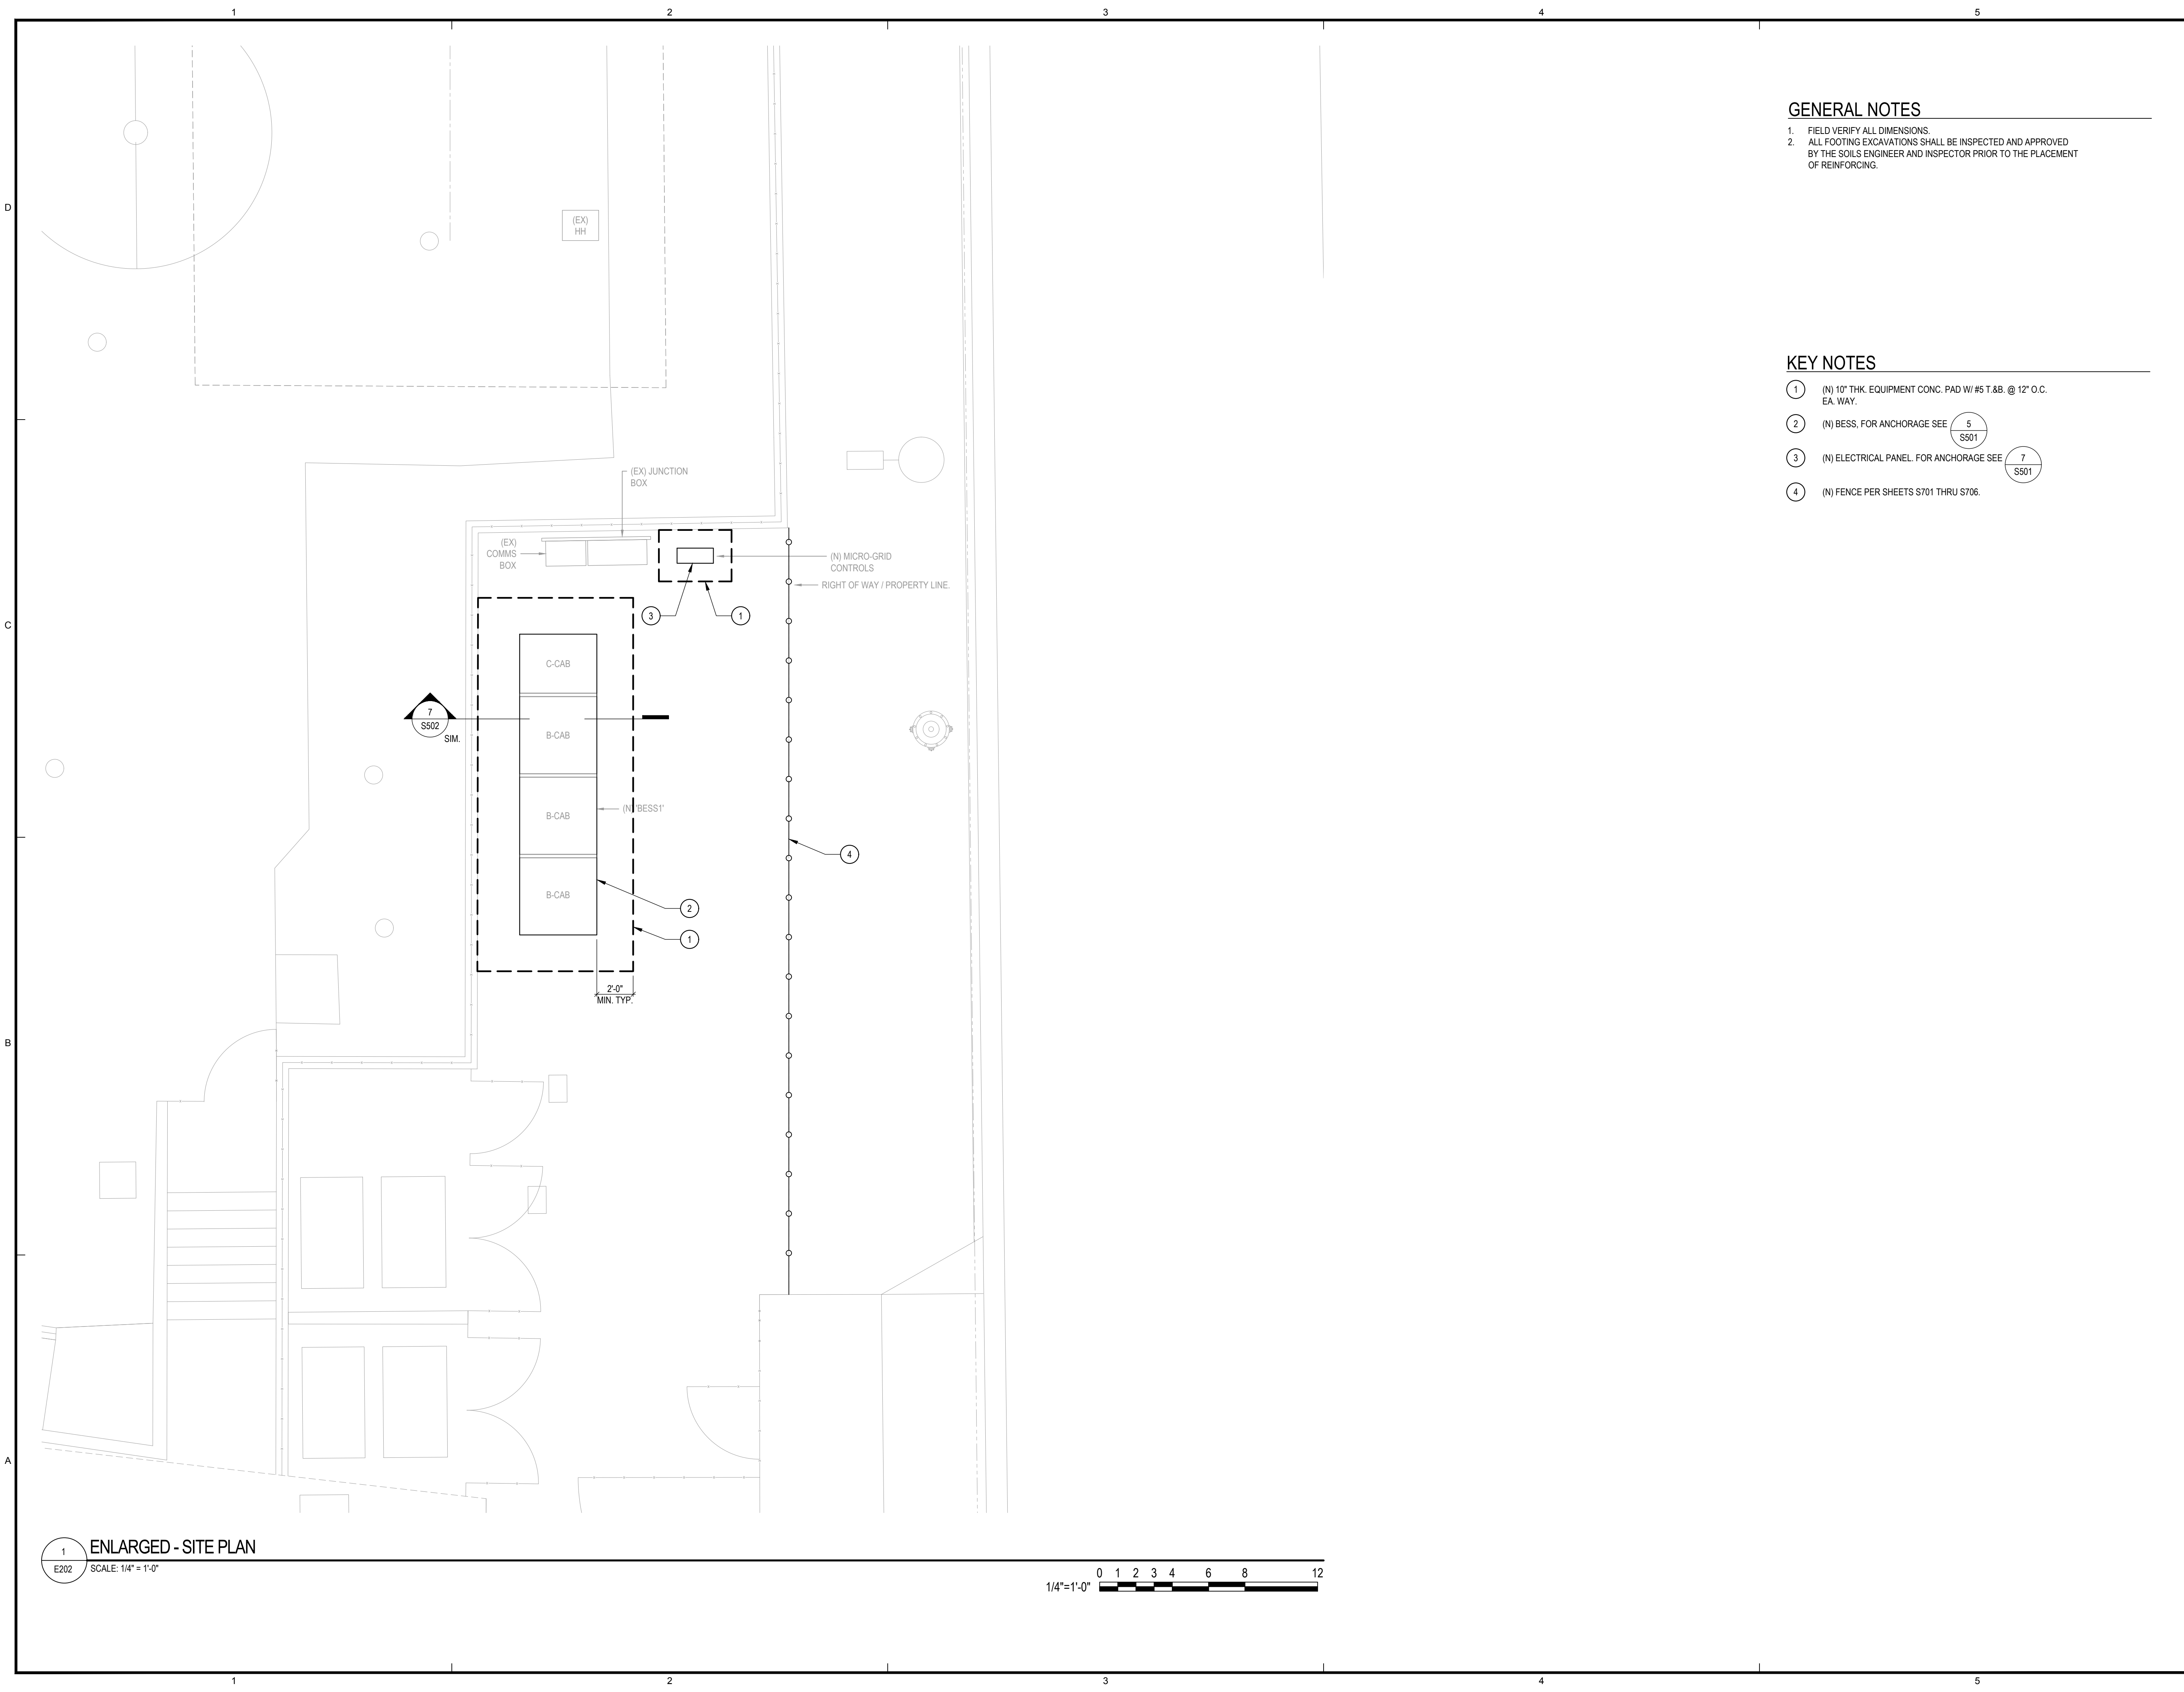 1
2
3
4
5
GENERAL NOTES
1. FIELD VERIFY ALL DIMENSIONS.
2. ALL FOOTING EXCAVATIONS SHALL BE INSPECTED AND APPROVED
BY THE SOILS ENGINEER AND INSPECTOR PRIOR TO THE PLACEMENT
OF REINFORCING.
D
(EX)
HH
KEY NOTES
1 (N) 10" THK. EQUIPMENT CONC. PAD W/ #5 T.&B. @ 12" O.C.
EA. WAY.
2 (N) BESS, FOR ANCHORAGE SEE 5
S501
3 (N) ELECTRICAL PANEL. FOR ANCHORAGE SEE 7
S501
4 (N) FENCE PER SHEETS S701 THRU S706.
(EX) JUNCTION
BOX
(EX)
COMMS
BOX
(N) MICRO-GRID
CONTROLS
RIGHT OF WAY / PROPERTY LINE.
3
1
C
C-CAB
7
S502
SIM.
B-CAB
(N) 'BESS1'
B-CAB
4
B-CAB
2
1
2'-0"
MIN. TYP.
B
A
1
E202
ENLARGED - SITE PLAN
SCALE: 1/4" = 1'-0"
1/4"=1'-0"
0 1 2 3 4 6 8 12
1
2
3
4
5